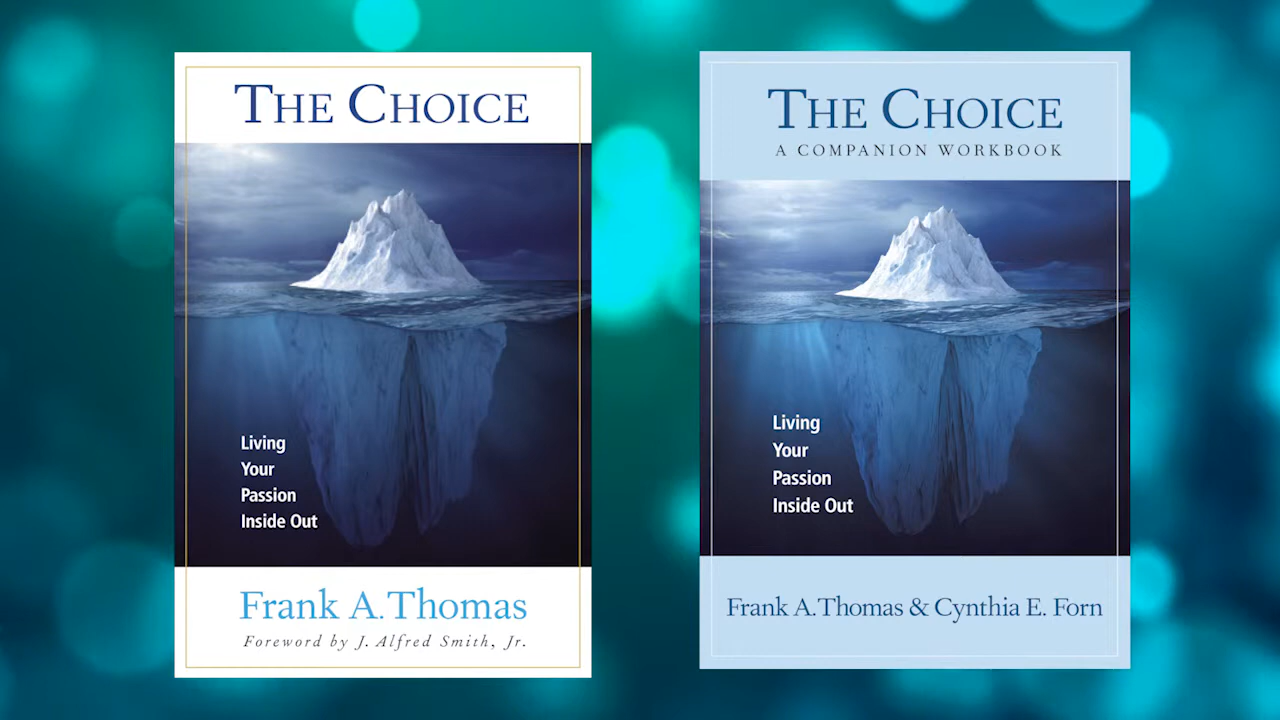 The Choice
Living
Your
Passion
Inside Out
Frank A. Thomas
Foreword by J. Alfred Smith, Jr.
The Choice
A COMPANION WORKBOOK
Living
Your
Passion
Inside Out
Frank A. Thomas & Cynthia E. Forn